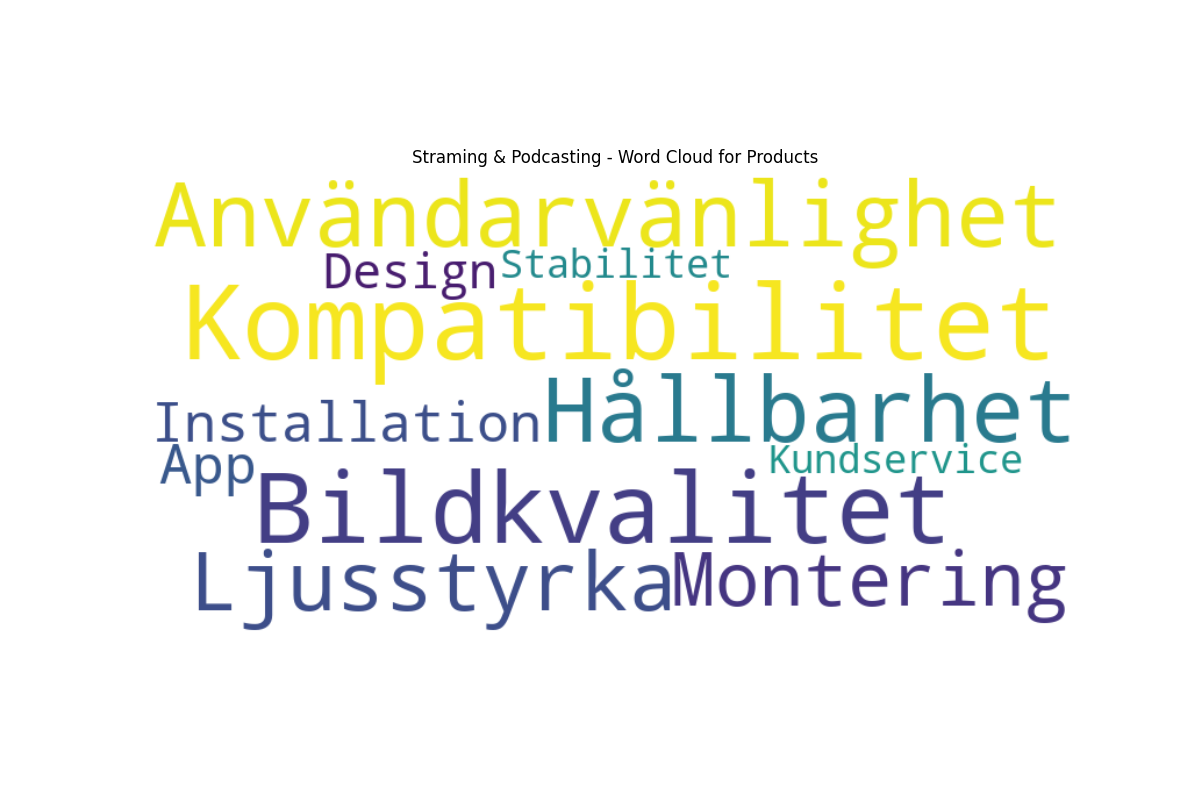 Straming & Podcasting - Word Cloud for Products
Användarvänlighet
Design Stabilitet
Kompatibilitet
Installation Hållbarhet
App Kundservice
Bildkvalitet
Ljusstyrka Montering